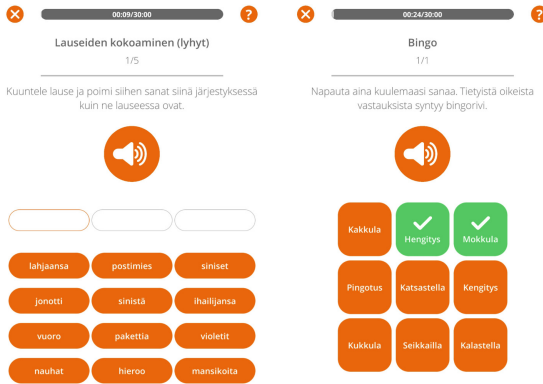 00:09/30:00
?
Lauseiden kokoaminen (lyhyt)
1/5
Kuuntele lause ja poimi siihen sanat siinä järjestyksessä
kuin ne lauseessa ovat.
lahjaansa postimies siniset
jonotti sinistä ihailijansa
vuoro pakettia violetit
nauhat hieroo mansikoita
00:24/30:00
?
Bingo
1/1
Napauta aina kuulemaasi sanaa. Tietyistä oikeista
vastauksista syntyy bingorivi.
Kakkula Hengitys Mokkula
Pingotus Katsastella Kengitys
Kukkula Seikkailla Kalastella